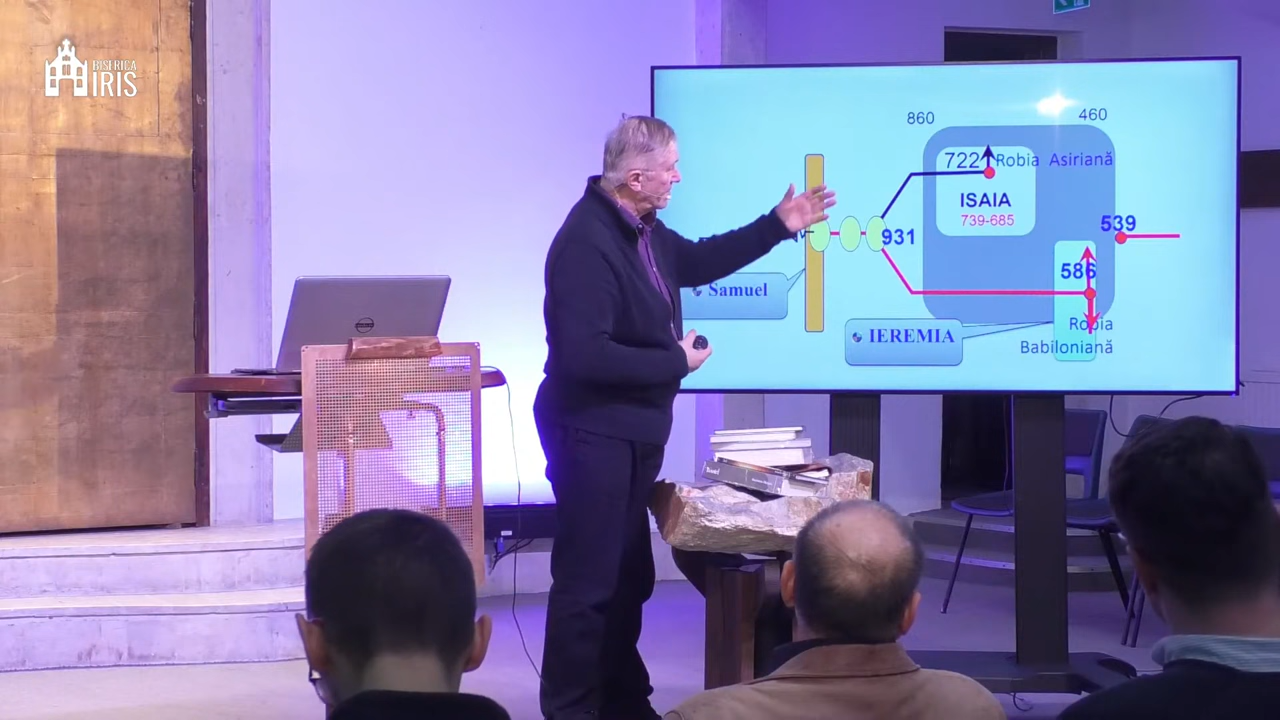 BISERICA
IRIS
860
460
722
Robia Asiriană
ISAIA
739-685
931
539
586
Samuel
IEREMIA
Robia
Babiloniană